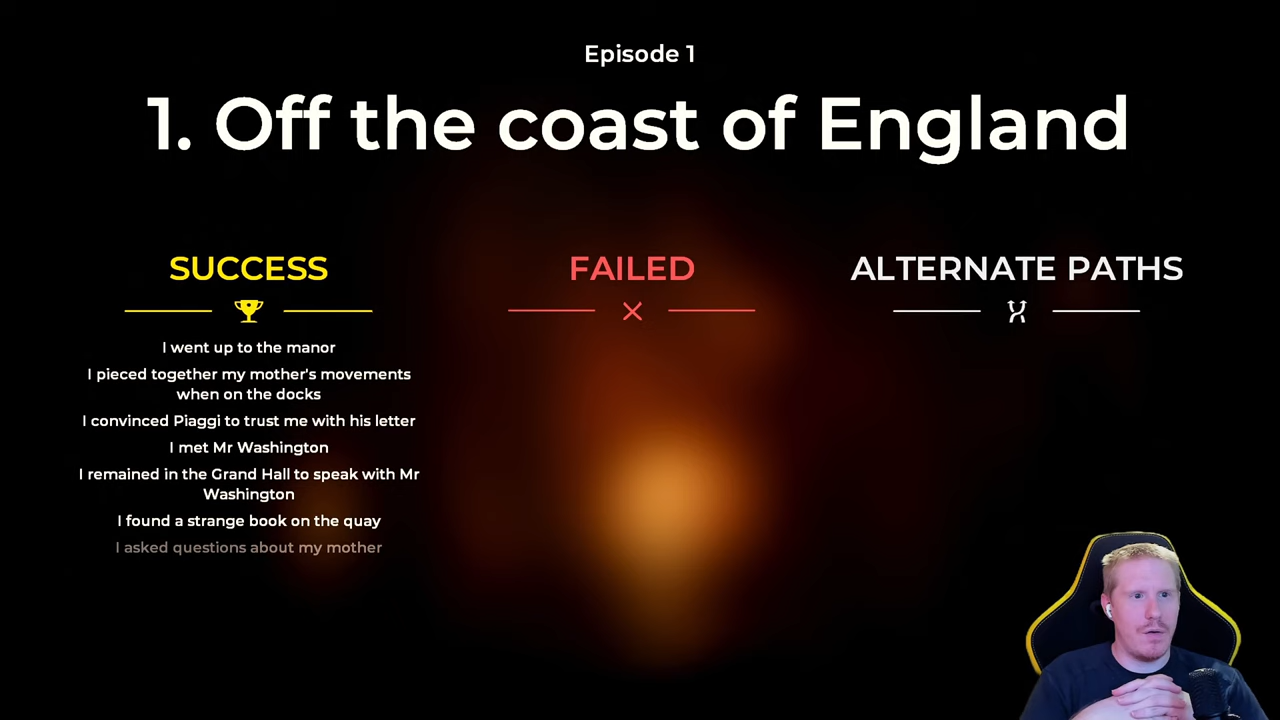 Episode 1
1. Off the coast of England
SUCCESS
I went up to the manor
I pieced together my mother's movements
when on the docks
I convinced Piaggi to trust me with his letter
I met Mr Washington
I remained in the Grand Hall to speak with Mr
Washington
I found a strange book on the quay
I asked questions about my mother
FAILED
ALTERNATE PATHS